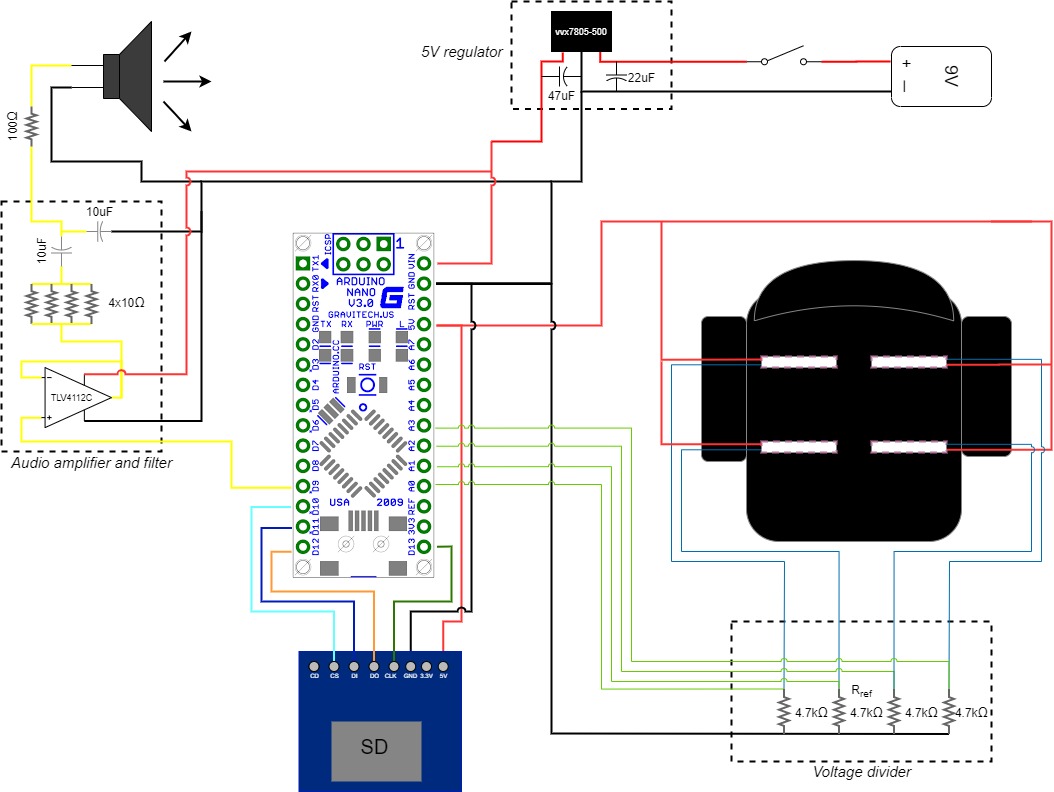 vvx7805-500
5V regulator
22uF
47uF
+
9V
100Ω
10uF
10uF
4x10Ω
TLV4112C
+
Audio amplifier and filter
ICSP
1
TX1
VIN
RX0
GND
ARDUINO
NANO
V3.0
G
RST
RST
GRAVITECH.US
GND
TX RX PWR L
5V
D2
A7
ARDUINO.CC
D3
A6
RST
D4
A5
D5
A4
D6
A3
D7
A2
D8
A1
D9
A0
D10
USA
2009
REF
D11
3V3
D12
D13
CD CS DI DO CLK GND 3.3V 5V
SD
Rref
4.7kΩ
4.7kΩ
4.7kΩ
4.7kΩ
Voltage divider